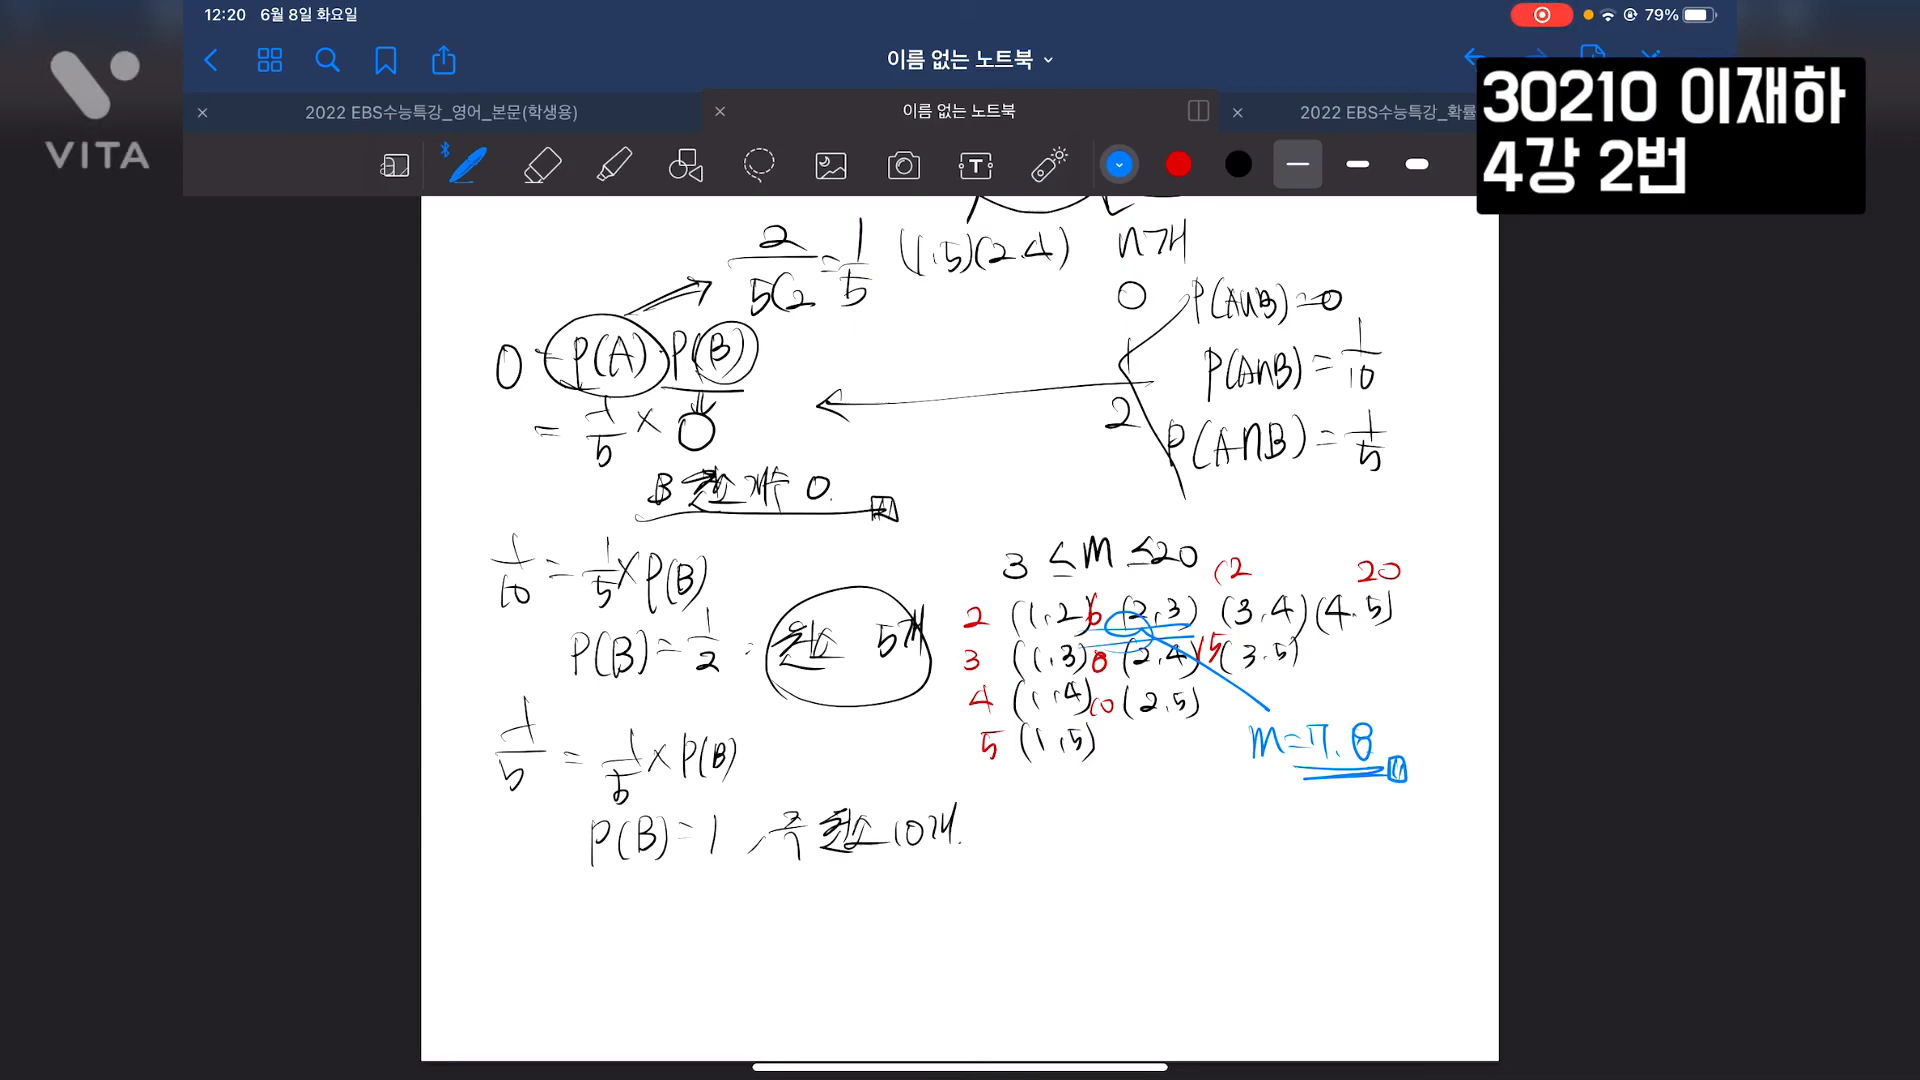 12:20 6월 8일 화요일
79%
VITA
이름 없는 노트북
30210 이재하
4강 2번
2022 EBS수능특강_영어_본문(학생용)
이름 없는 노트북
2022 EBS수능특강_확률
2/5C2 = 1/5 (1,5)(2.4) n개
0 P(A∩B)=0
0 = P(A) P(B)
P(A∩B) = 1/10
= 1/5 × 0
2 P(A∩B) = 1/5
B 원소 개수 0.
1/10 = 1/5 × P(B)
P(B) = 1/2 : 원소 5개
1/5 = 1/5 × P(B)
P(B) = 1, 즉 원소 10개.
3 ≤ m ≤ 20
12 20
2 (1,2) 6 (2,3) (3,4) (4.5)
3 (1,3) 8 (2,4) 15 (3.5)
4 (1,4) 10 (2,5)
5 (1,5)
m=7.8